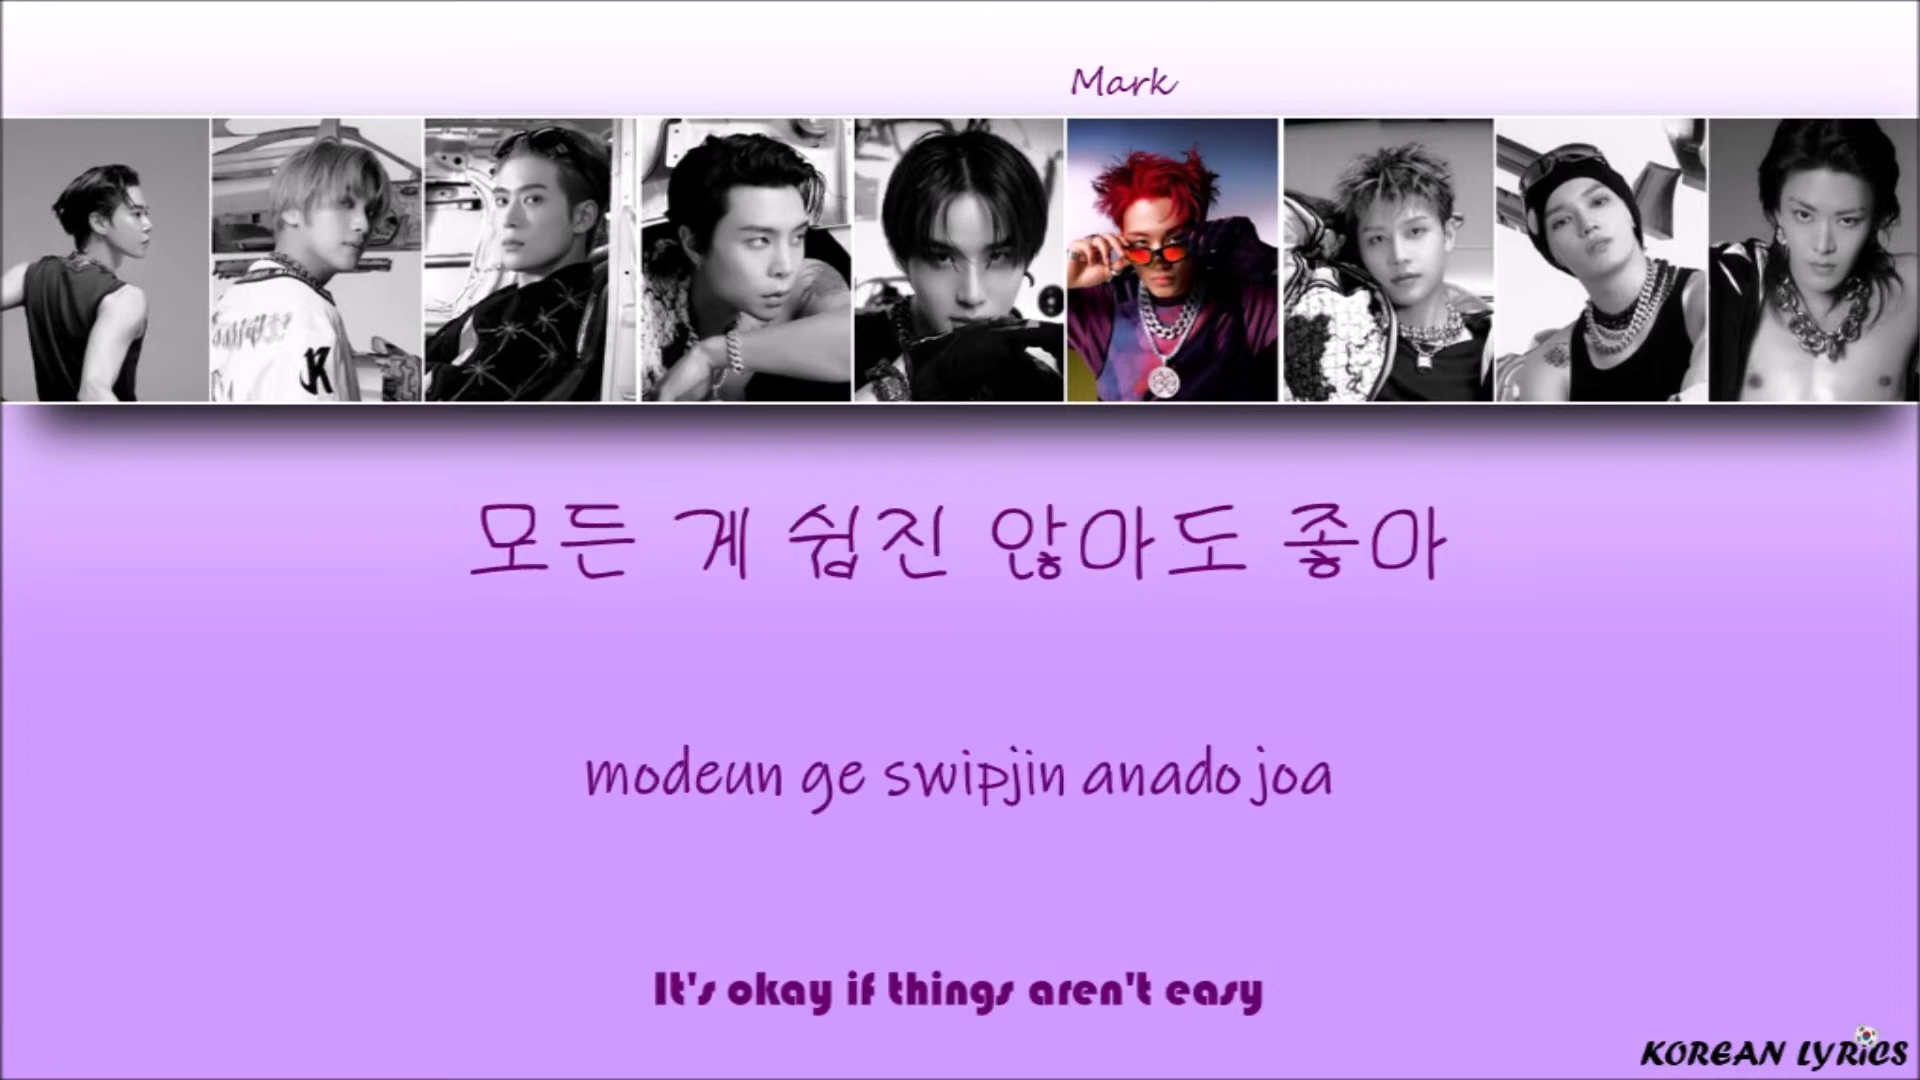 Mark
모든 게 쉽진 않아도 좋아
modeun ge swipjin anado joa
It's okay if things aren't easy
KOREAN LYRiCS